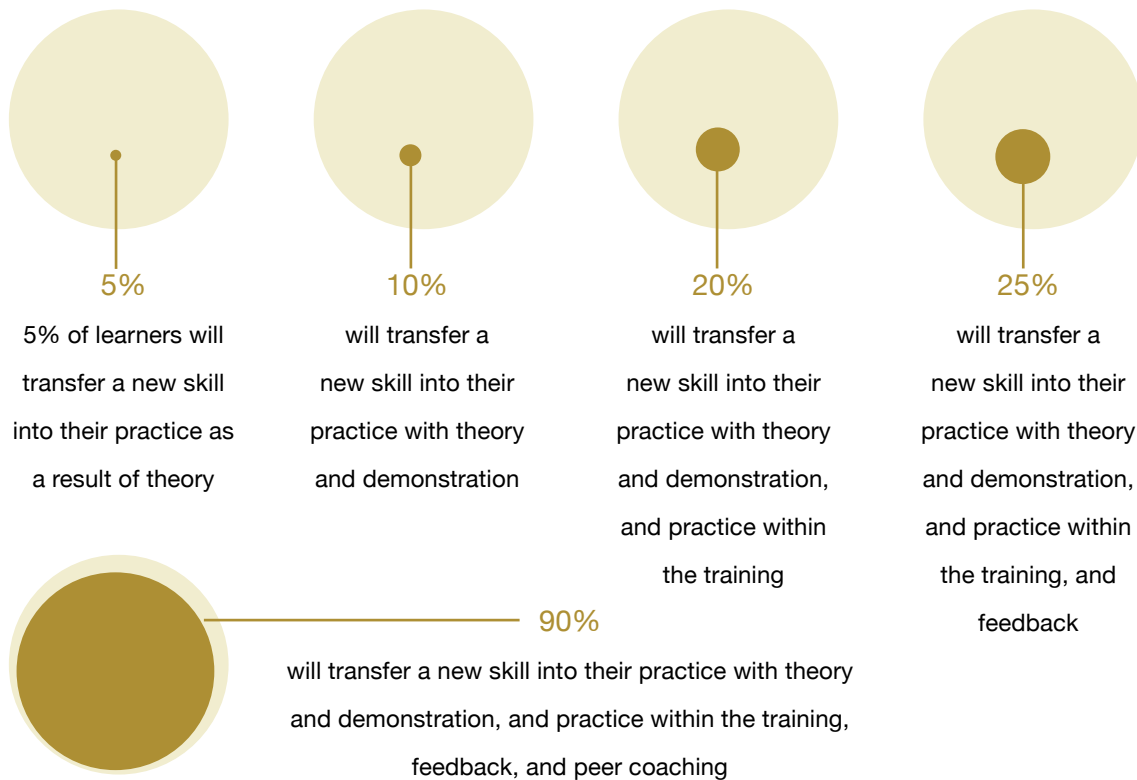 5%
5% of learners will
transfer a new skill
into their practice as
a result of theory
10%
will transfer a
new skill into their
practice with theory
and demonstration
20%
will transfer a
new skill into their
practice with theory
and demonstration,
and practice within
the training
25%
will transfer a
new skill into their
practice with theory
and demonstration,
and practice within
the training, and
feedback
90%
will transfer a new skill into their practice with theory
and demonstration, and practice within the training,
feedback, and peer coaching